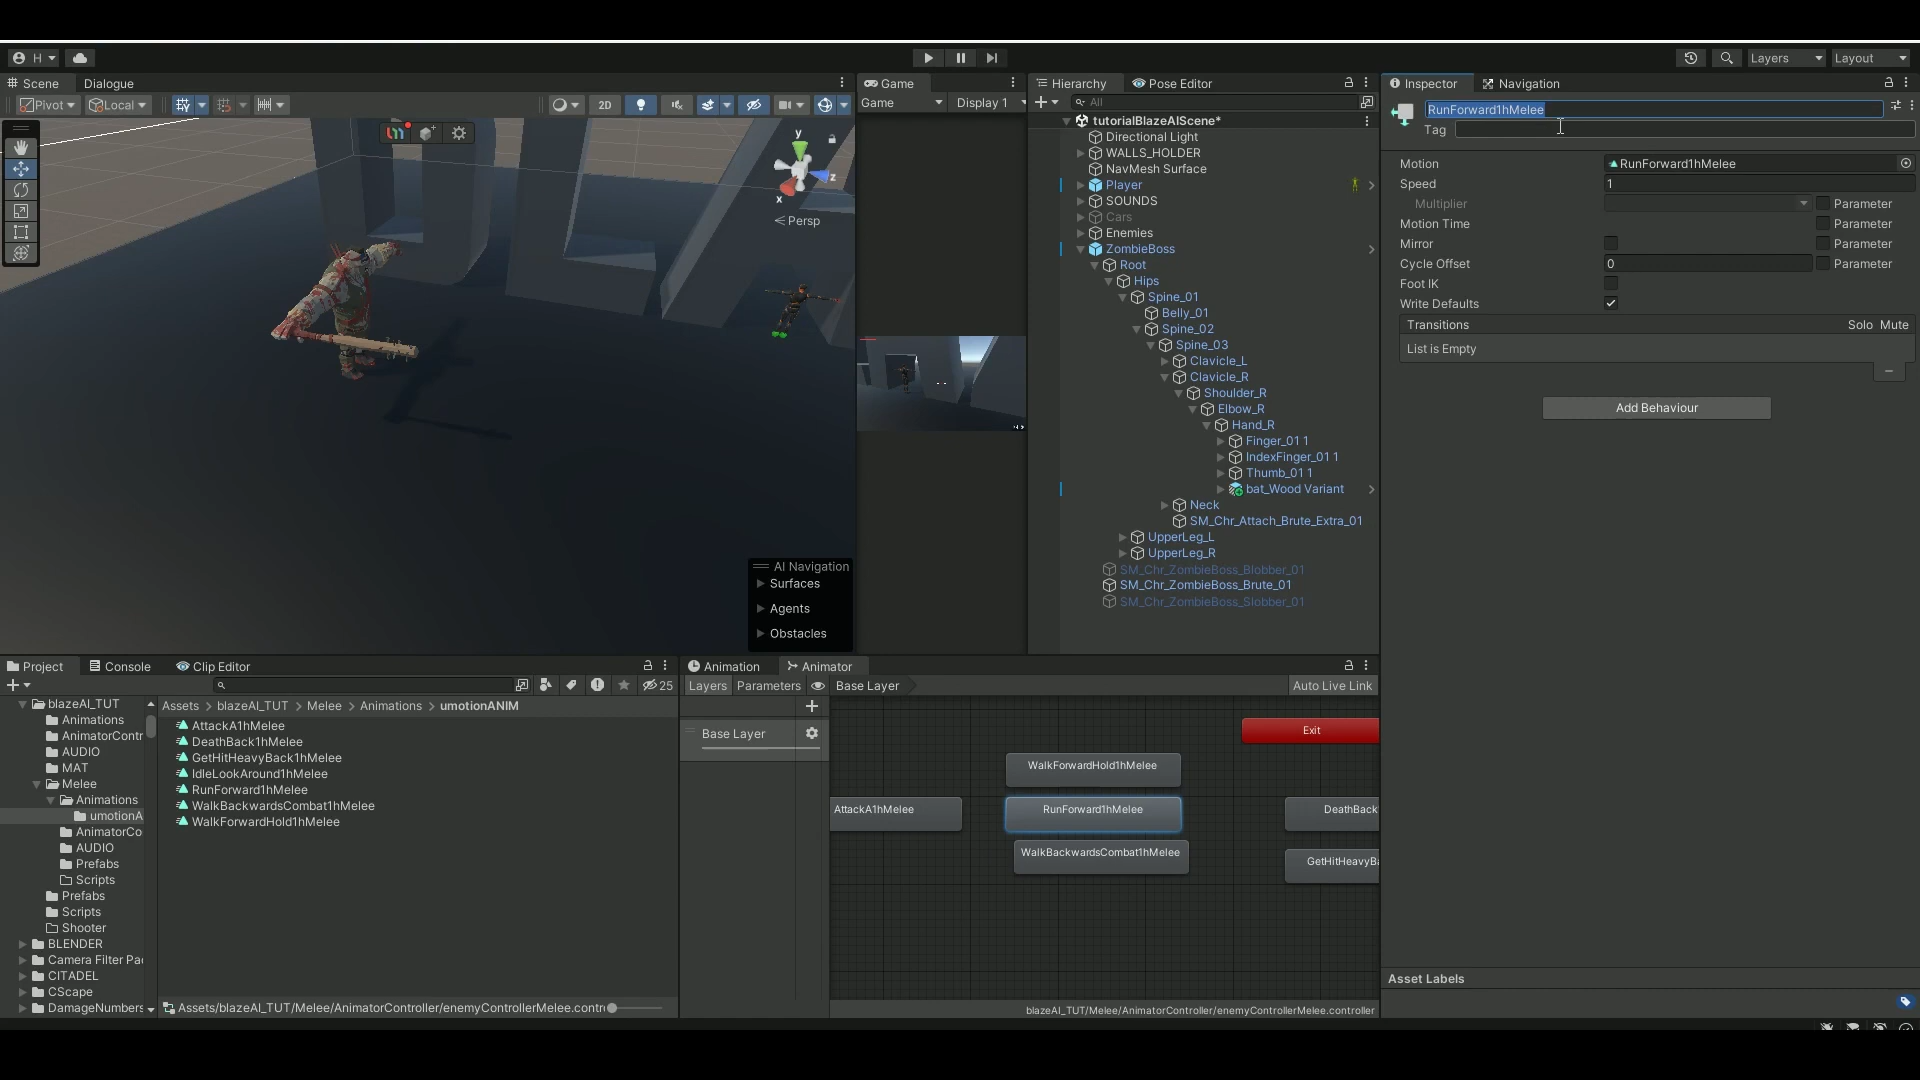 H
Layers
Layout
Scene
Dialogue
Pivot
Local
2D
y
z
x
Persp
AI Navigation
Surfaces
Agents
Obstacles
Game
Game
Display 1
Hierarchy
Pose Editor
All
tutorialBlazeAIScene*
Directional Light
WALLS_HOLDER
NavMesh Surface
Player
SOUNDS
Cars
Enemies
ZombieBoss
Root
Hips
Spine_01
Belly_01
Spine_02
Spine_03
Clavicle_L
Clavicle_R
Shoulder_R
Elbow_R
Hand_R
Finger_01 1
IndexFinger_01 1
Thumb_01 1
bat_Wood Variant
Neck
SM_Chr_Attach_Brute_Extra_01
UpperLeg_L
UpperLeg_R
SM_Chr_ZombieBoss_Blobber_01
SM_Chr_ZombieBoss_Brute_01
SM_Chr_ZombieBoss_Slobber_01
Inspector
Navigation
RunForward1hMelee
Tag
Motion RunForward1hMelee
Speed 1
Multiplier Parameter
Motion Time Parameter
Mirror Parameter
Cycle Offset 0 Parameter
Foot IK
Write Defaults
Transitions Solo Mute
List is Empty
Add Behaviour
Asset Labels
Project
Console
Clip Editor
25
blazeAI_TUT
Animations
AnimatorContr
AUDIO
MAT
Melee
Animations
umotionA
AnimatorCo
AUDIO
Prefabs
Scripts
Prefabs
Scripts
Shooter
BLENDER
Camera Filter Pa
CITADEL
CScape
DamageNumbers
Assets > blazeAI_TUT > Melee > Animations > umotionANIM
AttackA1hMelee
DeathBack1hMelee
GetHitHeavyBack1hMelee
IdleLookAround1hMelee
RunForward1hMelee
WalkBackwardsCombat1hMelee
WalkForwardHold1hMelee
Assets/blazeAI_TUT/Melee/AnimatorController/enemyControllerMelee.contr
Animation
Animator
Layers
Parameters
Base Layer
Auto Live Link
Base Layer
Exit
WalkForwardHold1hMelee
AttackA1hMelee
RunForward1hMelee
DeathBack
WalkBackwardsCombat1hMelee
GetHitHeavyBa
blazeAI_TUT/Melee/AnimatorController/enemyControllerMelee.controller